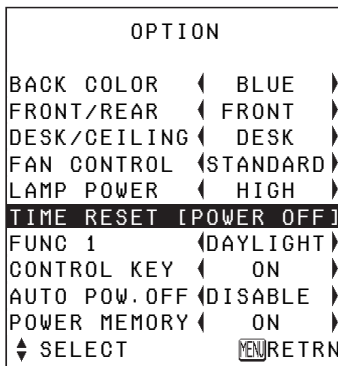 OPTION
BACK COLOR BLUE
FRONT/REAR FRONT
DESK/CEILING DESK
FAN CONTROL STANDARD
LAMP POWER HIGH
TIME RESET [POWER OFF]
FUNC 1 DAYLIGHT
CONTROL KEY ON
AUTO POW.OFF DISABLE
POWER MEMORY ON
SELECT MENU RETRN